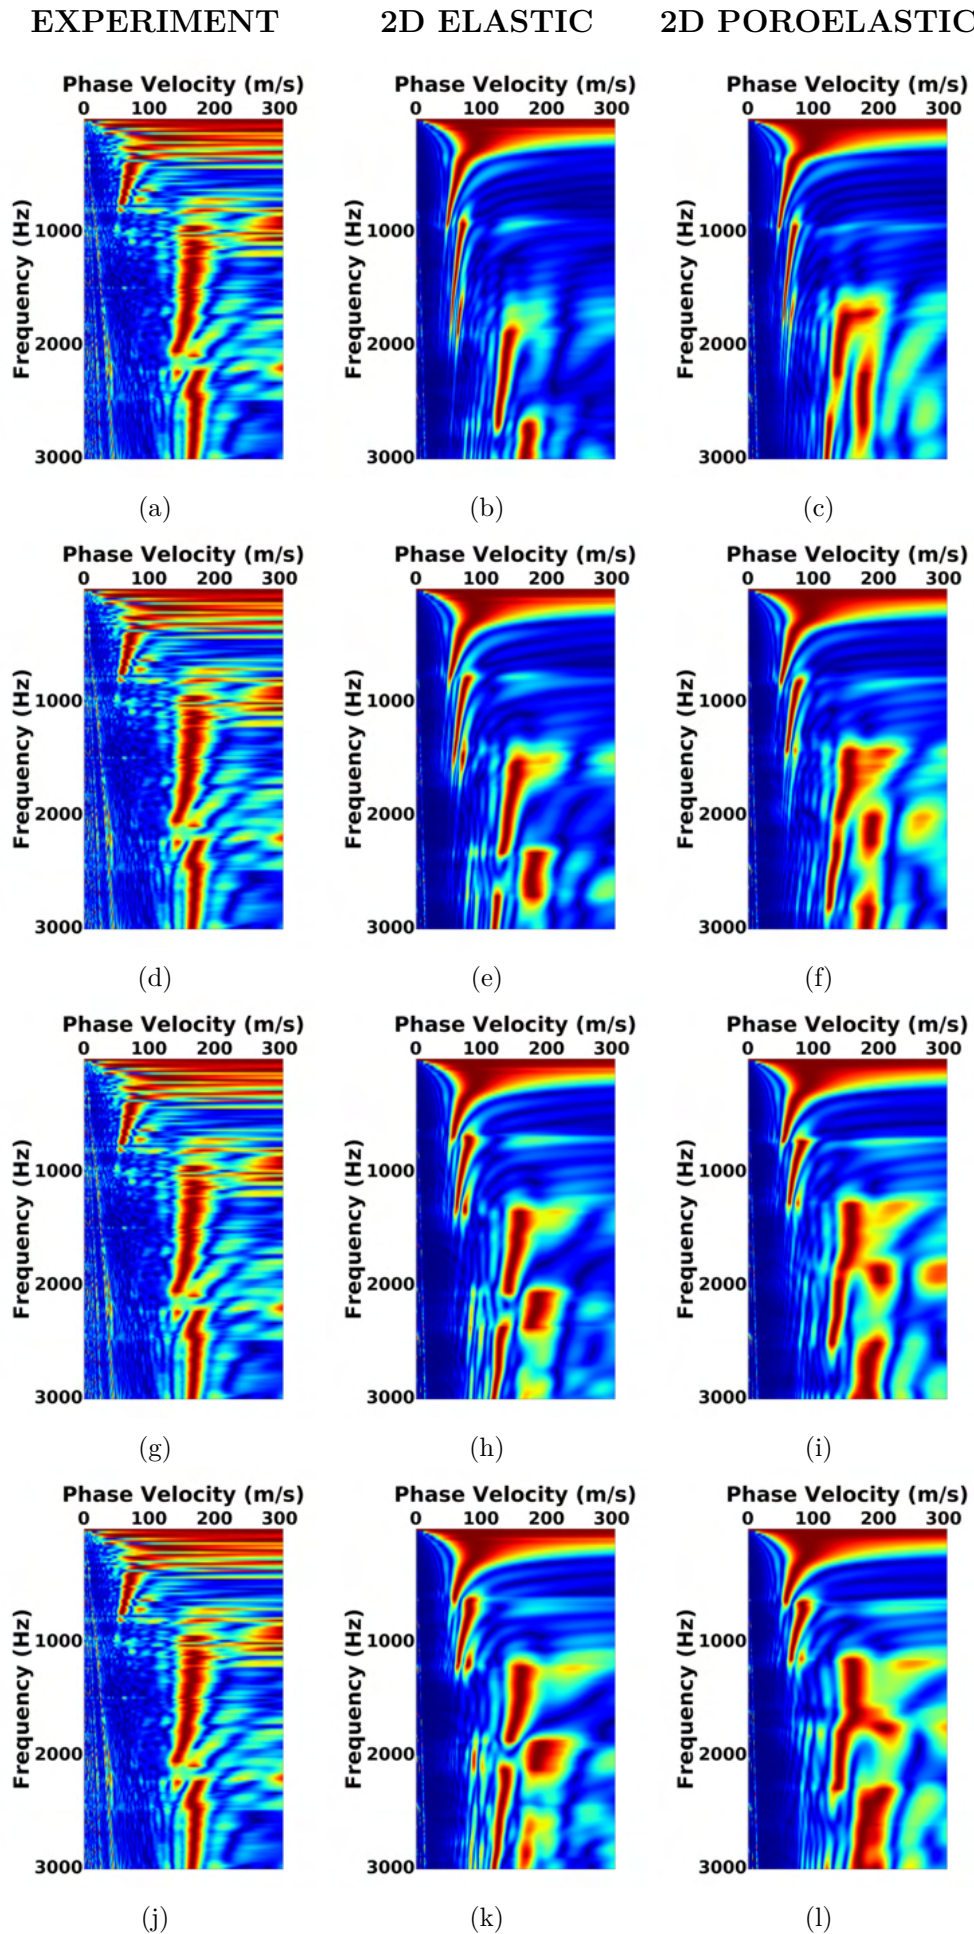 EXPERIMENT 2D ELASTIC 2D POROELASTIC
Phase Velocity (m/s) Phase Velocity (m/s) Phase Velocity (m/s)
0 100 200 300 0 100 200 300 0 100 200 300
Frequency (Hz) Frequency (Hz) Frequency (Hz)
1000 1000 1000
2000 2000 2000
3000 3000 3000
(a) (b) (c)
Phase Velocity (m/s) Phase Velocity (m/s) Phase Velocity (m/s)
0 100 200 300 0 100 200 300 0 100 200 300
Frequency (Hz) Frequency (Hz) Frequency (Hz)
1000 1000 1000
2000 2000 2000
3000 3000 3000
(d) (e) (f)
Phase Velocity (m/s) Phase Velocity (m/s) Phase Velocity (m/s)
0 100 200 300 0 100 200 300 0 100 200 300
Frequency (Hz) Frequency (Hz) Frequency (Hz)
1000 1000 1000
2000 2000 2000
3000 3000 3000
(g) (h) (i)
Phase Velocity (m/s) Phase Velocity (m/s) Phase Velocity (m/s)
0 100 200 300 0 100 200 300 0 100 200 300
Frequency (Hz) Frequency (Hz) Frequency (Hz)
1000 1000 1000
2000 2000 2000
3000 3000 3000
(j) (k) (l)